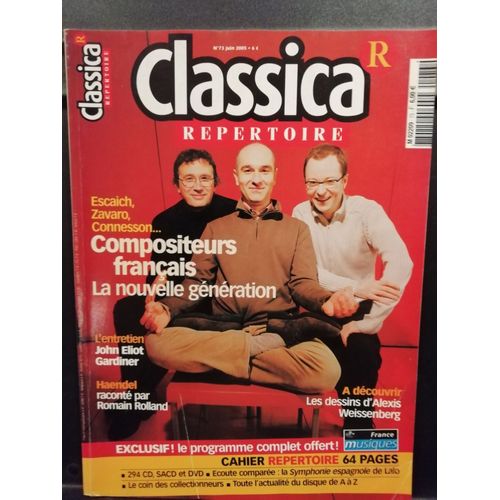 N°73 juin 2005 • 6 €
Classica
R
REPERTOIRE
Classica
R
REPERTOIRE
Escaich,
Zavaro,
Connesson...
Compositeurs
français
La nouvelle génération
L'entretien
John Eliot
Gardiner
Haendel
raconté par
Romain Rolland
A découvrir
Les dessins d'Alexis
Weissenberg
EXCLUSIF ! le programme complet offert !
France
musiques
CAHIER REPERTOIRE 64 PAGES
• 294 CD, SACD et DVD • Ecoute comparée : la Symphonie espagnole de Lalo
• Le coin des collectionneurs • Toute l'actualité du disque de A à Z